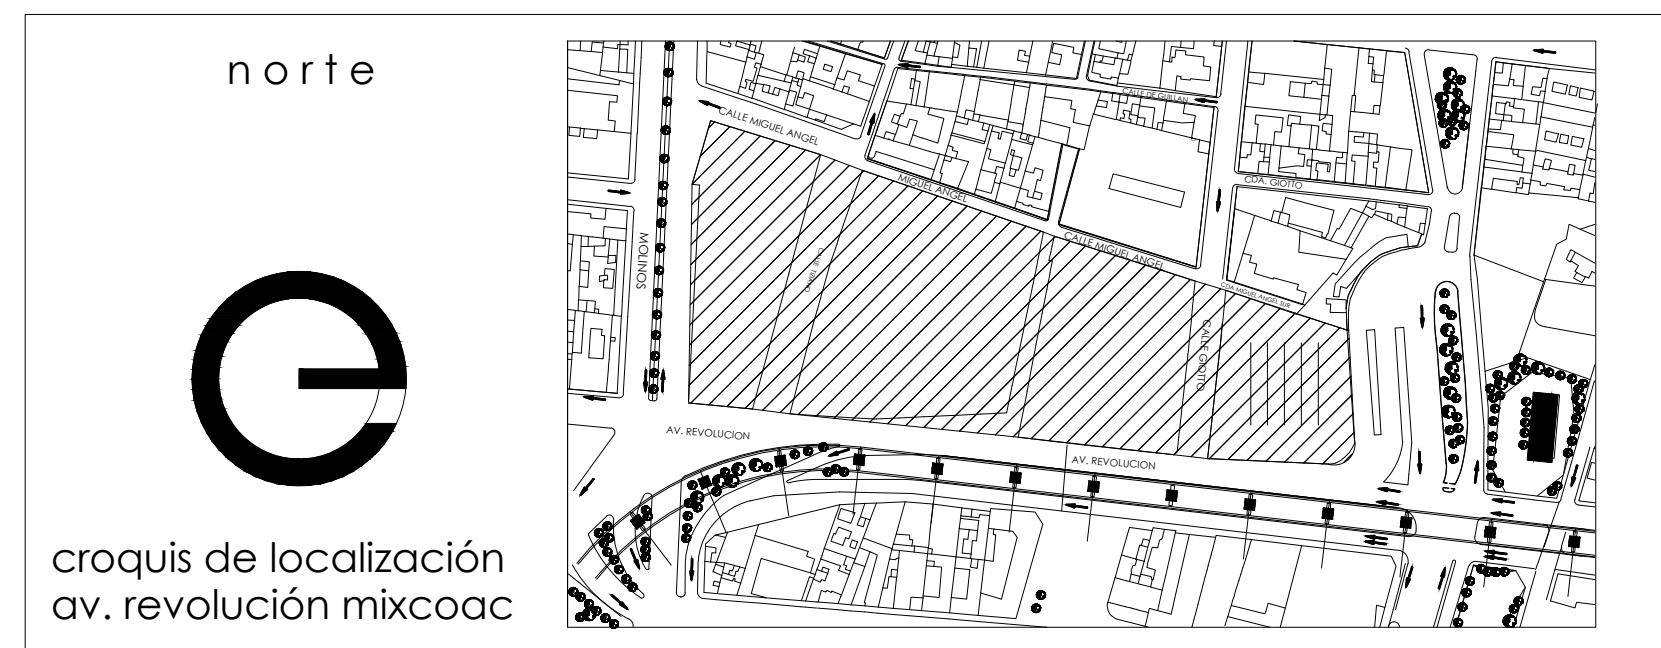 norte
croquis de localización
av. revolución mixcoac
CALLE DE GUILLAN
CALLE MIGUEL ANGEL
MIGUEL ANGEL
CDA. GIOTTO
CALLE MIGUEL ANGEL
MOLINOS
CDA MIGUEL ANGEL SUR
CALLE GIOTTO
AV. REVOLUCION
AV. REVOLUCION